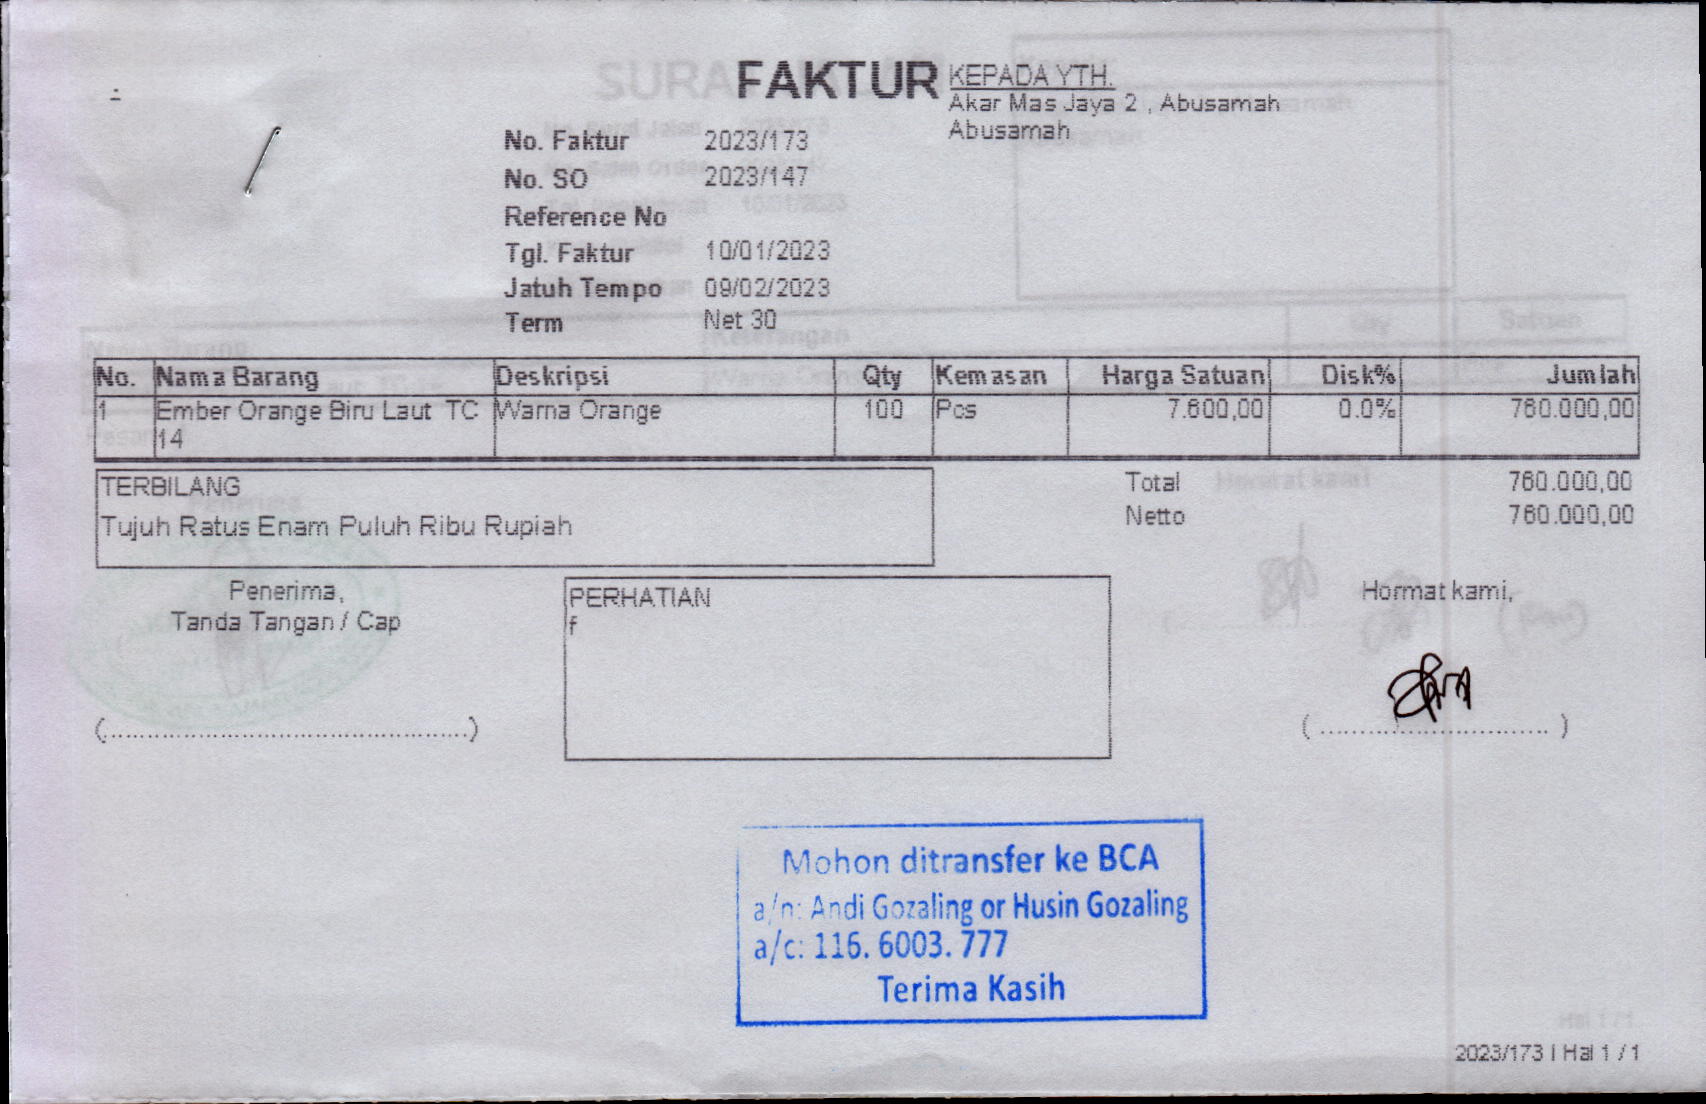 FAKTUR
KEPADA YTH.
Akar Mas Jaya 2 , Abusamah
Abusamah
No. Faktur 2023/173
No. SO 2023/147
Reference No
Tgl. Faktur 10/01/2023
Jatuh Tempo 09/02/2023
Term Net 30
No. Nama Barang Deskripsi Qty Kemasan Harga Satuan Disk% Jumlah
1 Ember Orange Biru Laut TC Warna Orange 100 Pcs 7.600,00 0.0% 760.000,00
14
TERBILANG
Tujuh Ratus Enam Puluh Ribu Rupiah
Total 760.000,00
Netto 760.000,00
Penerima,
Tanda Tangan / Cap
(.............................................)
PERHATIAN
f
Hormat kami,
( ............................ )
Mohon ditransfer ke BCA
a/n: Andi Gozaling or Husin Gozaling
a/c: 116. 6003. 777
Terima Kasih
2023/173 | Hal 1 / 1